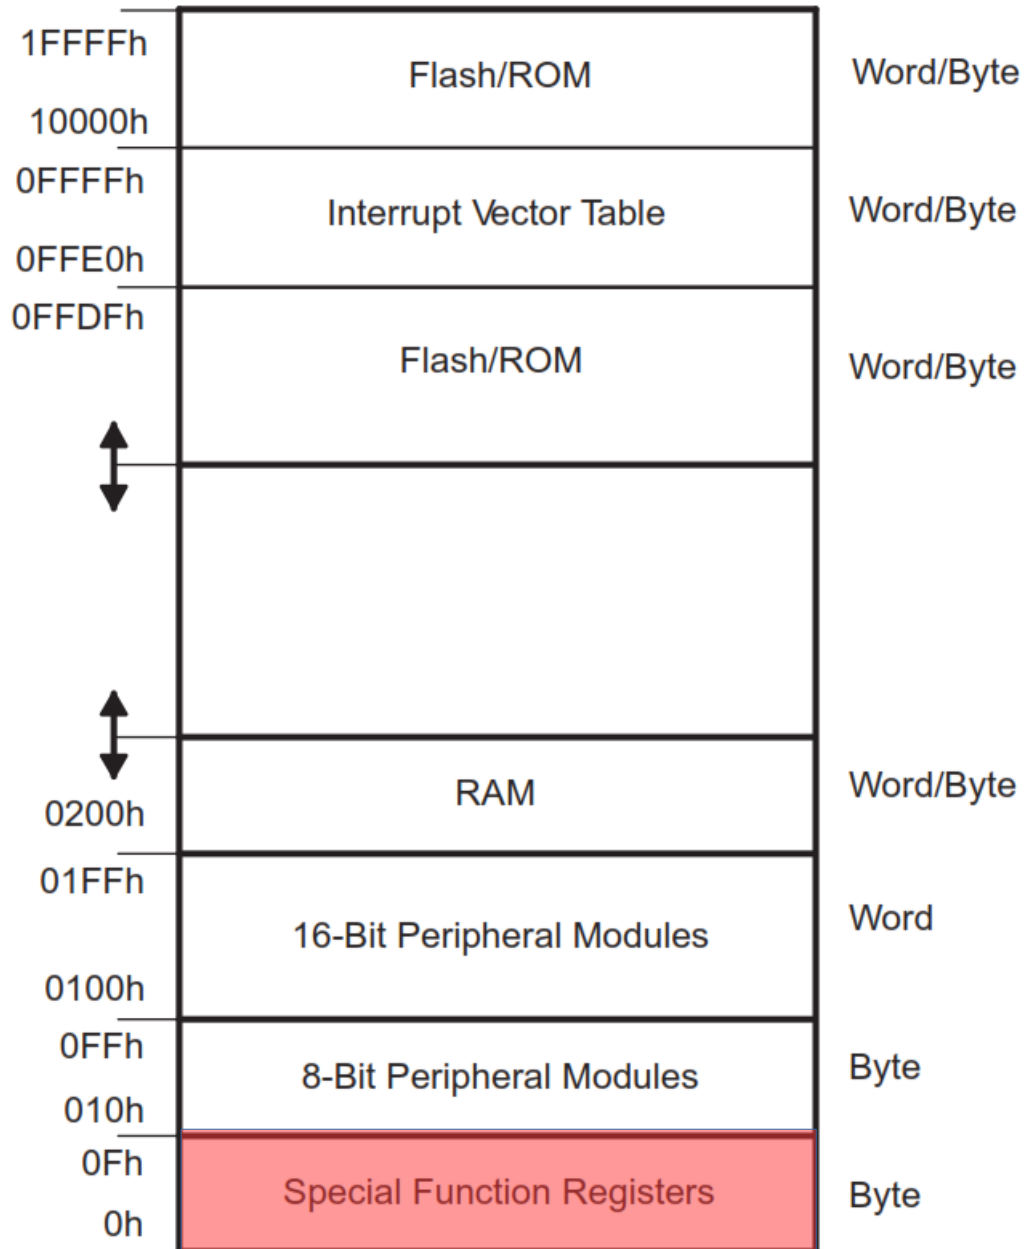 1FFFFh
Flash/ROM
Word/Byte
10000h
0FFFFh
Interrupt Vector Table
Word/Byte
0FFE0h
0FFDFh
Flash/ROM
Word/Byte
RAM
Word/Byte
0200h
01FFh
16-Bit Peripheral Modules
Word
0100h
0FFh
8-Bit Peripheral Modules
Byte
010h
0Fh
Special Function Registers
Byte
0h